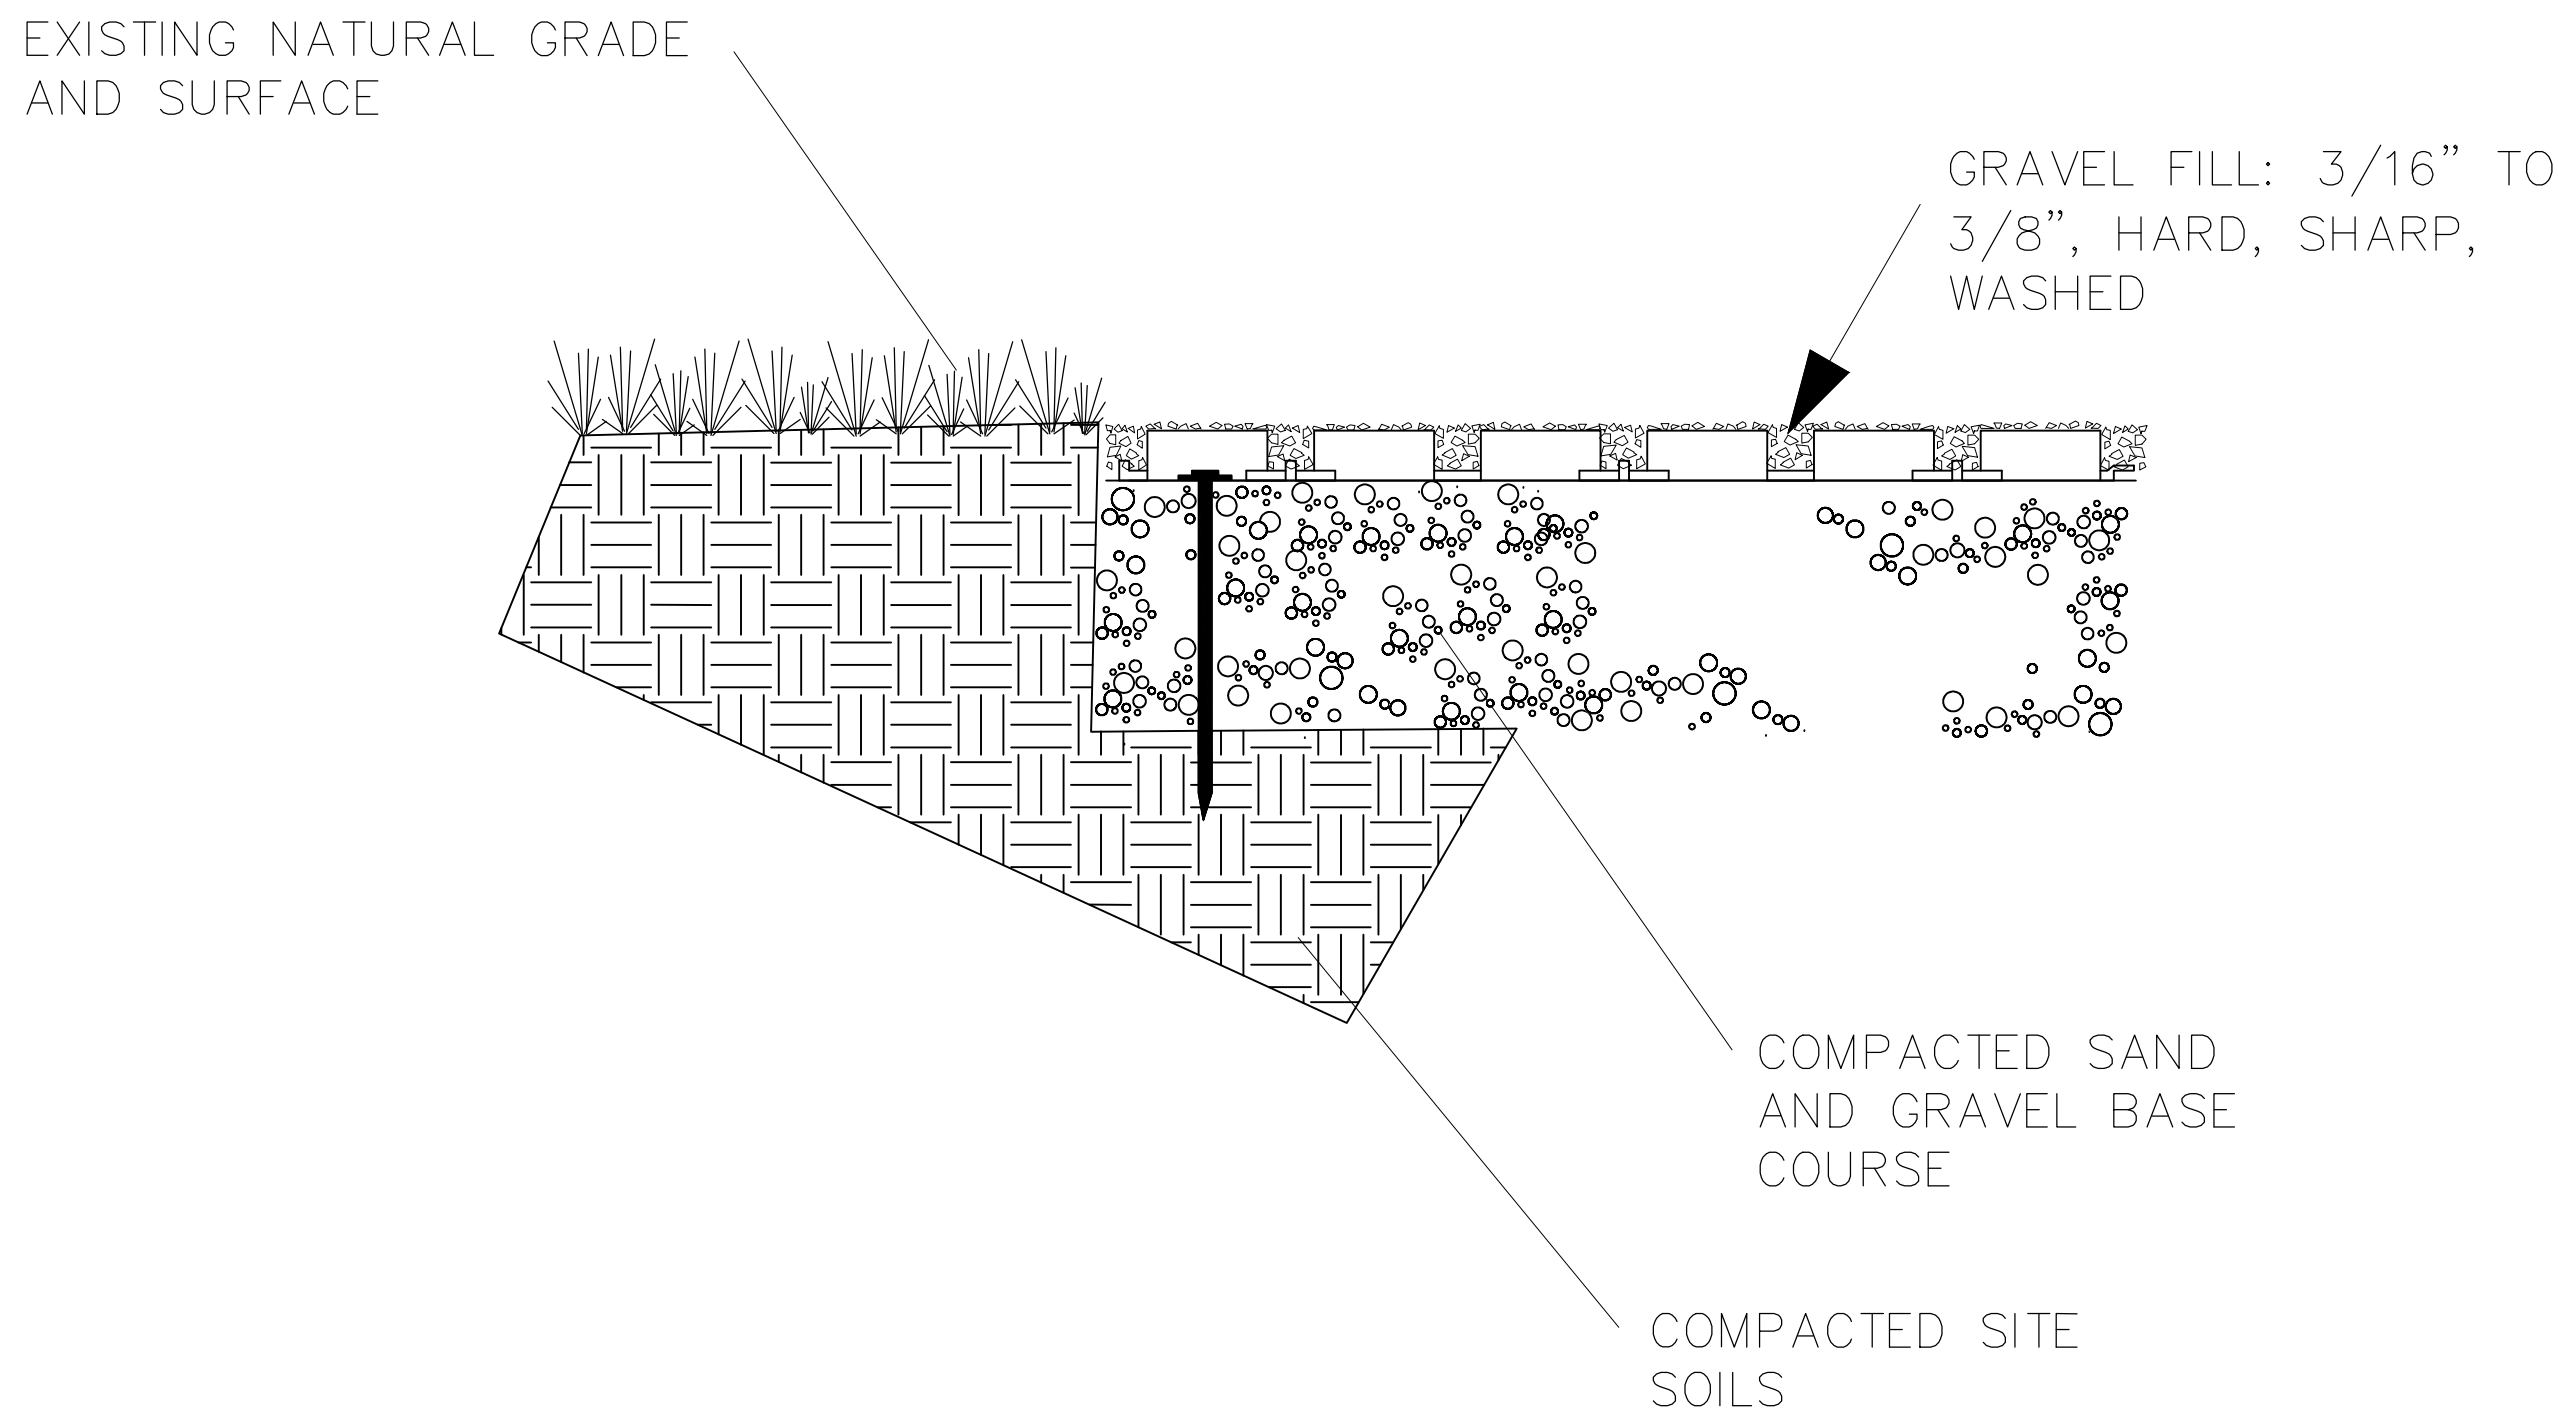 EXISTING NATURAL GRADE
AND SURFACE
GRAVEL FILL: 3/16” TO
3/8”, HARD, SHARP,
WASHED
COMPACTED SAND
AND GRAVEL BASE
COURSE
COMPACTED SITE
SOILS